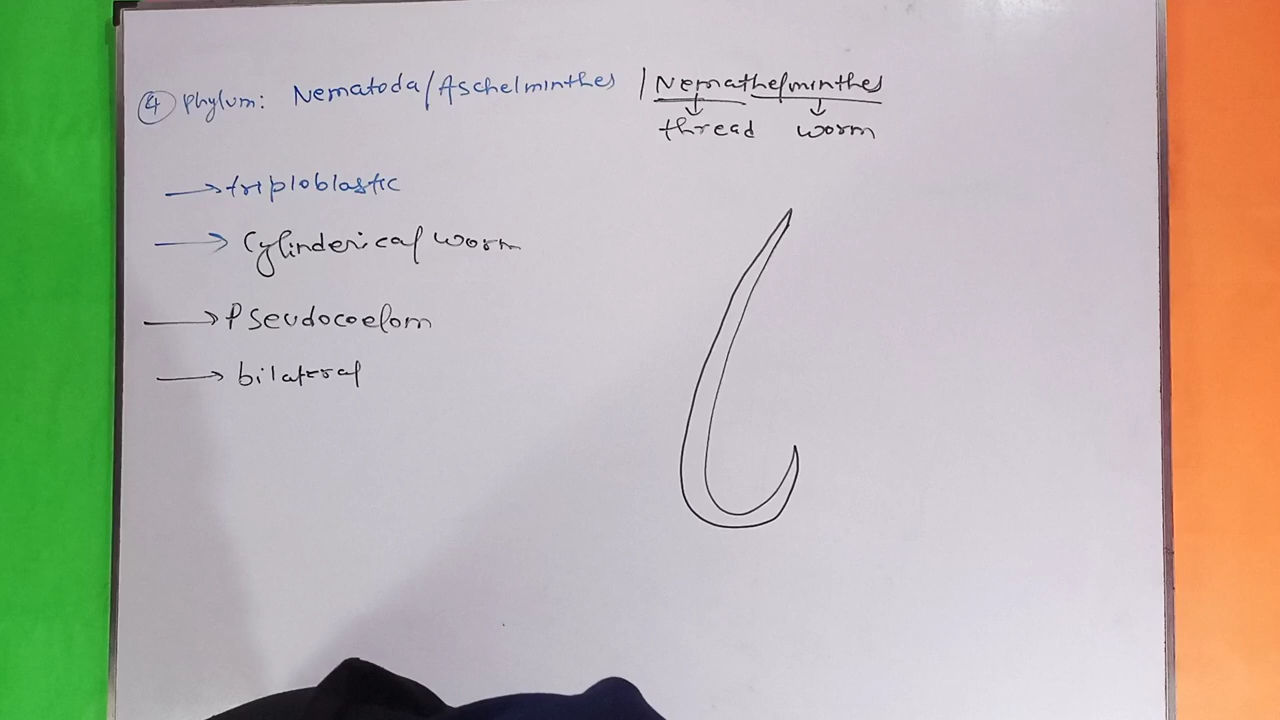 ④ Phylum: Nematoda/Aschelminthes /Nemathelminthes
thread worm
→ triploblastic
→ Cylinderical worm
→ Pseudocoelom
→ bilateral